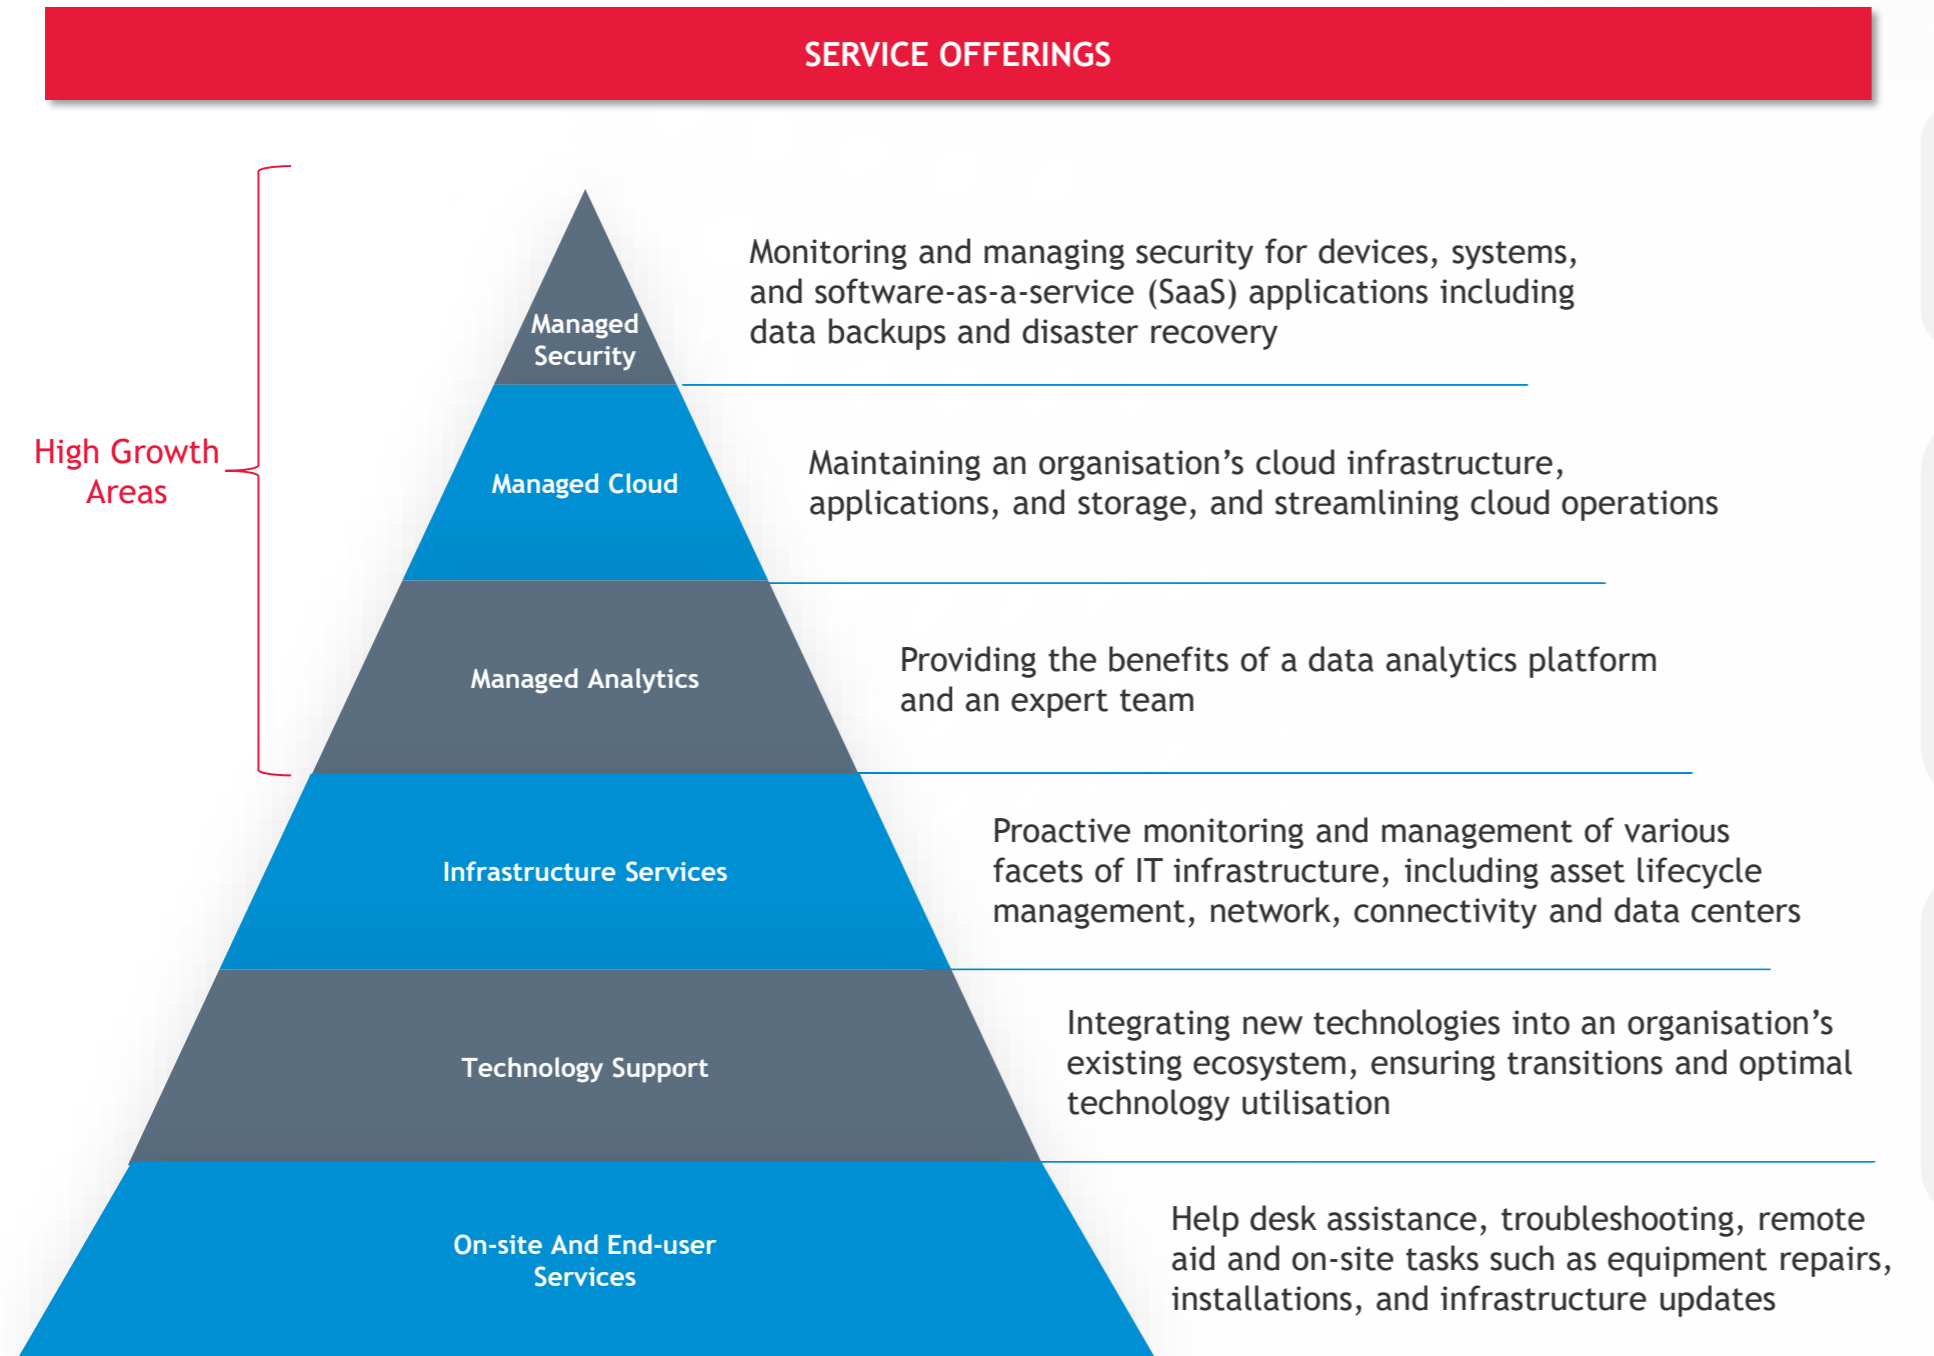 SERVICE OFFERINGS
High Growth
Areas
Managed
Security
Monitoring and managing security for devices, systems,
and software-as-a-service (SaaS) applications including
data backups and disaster recovery
Managed Cloud
Maintaining an organisation’s cloud infrastructure,
applications, and storage, and streamlining cloud operations
Managed Analytics
Providing the benefits of a data analytics platform
and an expert team
Infrastructure Services
Proactive monitoring and management of various
facets of IT infrastructure, including asset lifecycle
management, network, connectivity and data centers
Technology Support
Integrating new technologies into an organisation’s
existing ecosystem, ensuring transitions and optimal
technology utilisation
On-site And End-user
Services
Help desk assistance, troubleshooting, remote
aid and on-site tasks such as equipment repairs,
installations, and infrastructure updates